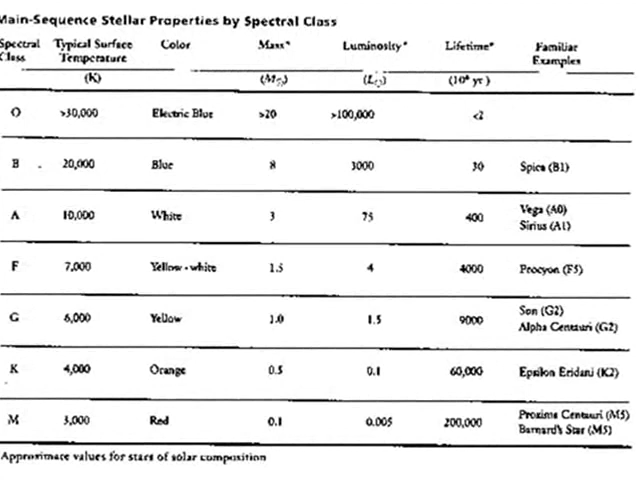 Main-Sequence Stellar Properties by Spectral Class
Spectral Class Typical Surface Temperature Color Mass* Luminosity* Lifetime* Familiar Examples
(K) (M☉) (L☉) (10⁶ yr)
O >30,000 Electric Blue >20 >100,000 <2
B 20,000 Blue 8 3000 30 Spica (B1)
A 10,000 White 3 75 400 Vega (A0)
Sirius (A1)
F 7,000 Yellow-white 1.5 4 4000 Procyon (F5)
G 6,000 Yellow 1.0 1.5 9000 Sun (G2)
Alpha Centauri (G2)
K 4,000 Orange 0.5 0.1 60,000 Epsilon Eridani (K2)
M 3,000 Red 0.1 0.005 200,000 Proxima Centauri (M5)
Barnard's Star (M5)
Approximate values for stars of solar composition